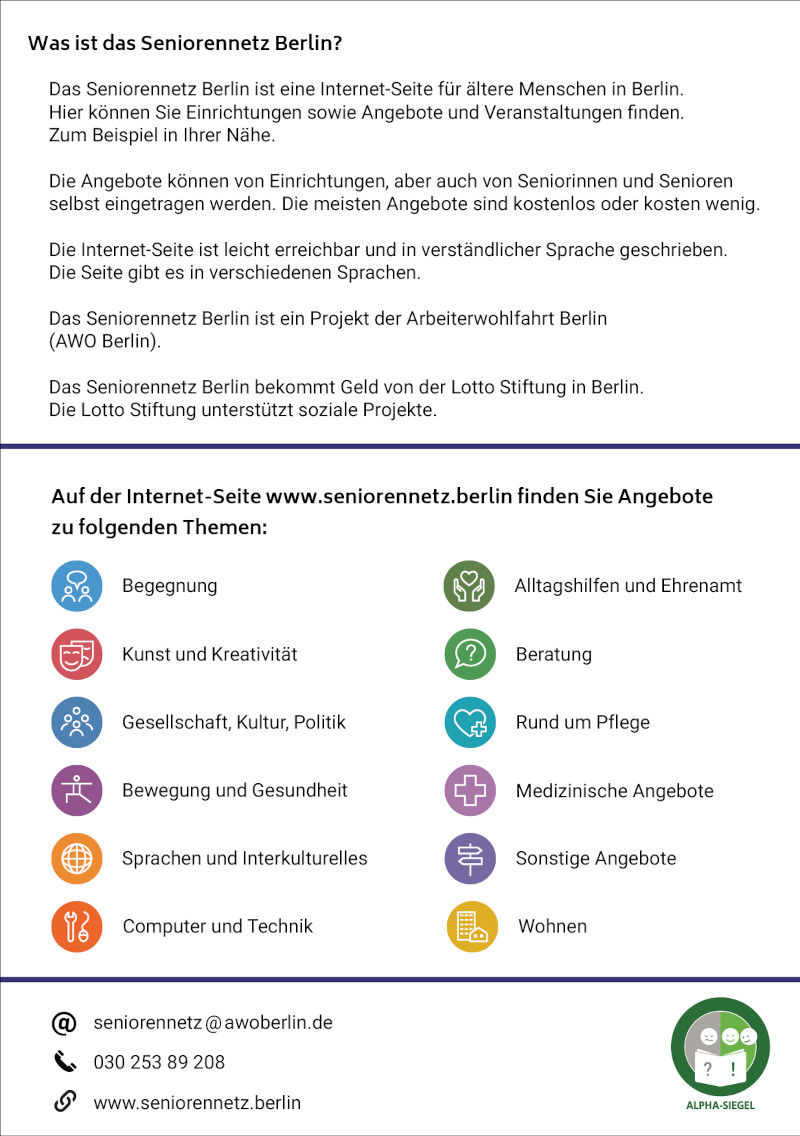 Was ist das Seniorennetz Berlin?
Das Seniorennetz Berlin ist eine Internet-Seite für ältere Menschen in Berlin.
Hier können Sie Einrichtungen sowie Angebote und Veranstaltungen finden.
Zum Beispiel in Ihrer Nähe.
Die Angebote können von Einrichtungen, aber auch von Seniorinnen und Senioren
selbst eingetragen werden. Die meisten Angebote sind kostenlos oder kosten wenig.
Die Internet-Seite ist leicht erreichbar und in verständlicher Sprache geschrieben.
Die Seite gibt es in verschiedenen Sprachen.
Das Seniorennetz Berlin ist ein Projekt der Arbeiterwohlfahrt Berlin
(AWO Berlin).
Das Seniorennetz Berlin bekommt Geld von der Lotto Stiftung in Berlin.
Die Lotto Stiftung unterstützt soziale Projekte.
Auf der Internet-Seite www.seniorennetz.berlin finden Sie Angebote
zu folgenden Themen:
Begegnung
Kunst und Kreativität
Gesellschaft, Kultur, Politik
Bewegung und Gesundheit
Sprachen und Interkulturelles
Computer und Technik
Alltagshilfen und Ehrenamt
? Beratung
Rund um Pflege
Medizinische Angebote
Sonstige Angebote
Wohnen
@ seniorennetz@awoberlin.de
030 253 89 208
www.seniorennetz.berlin
? !
ALPHA-SIEGEL